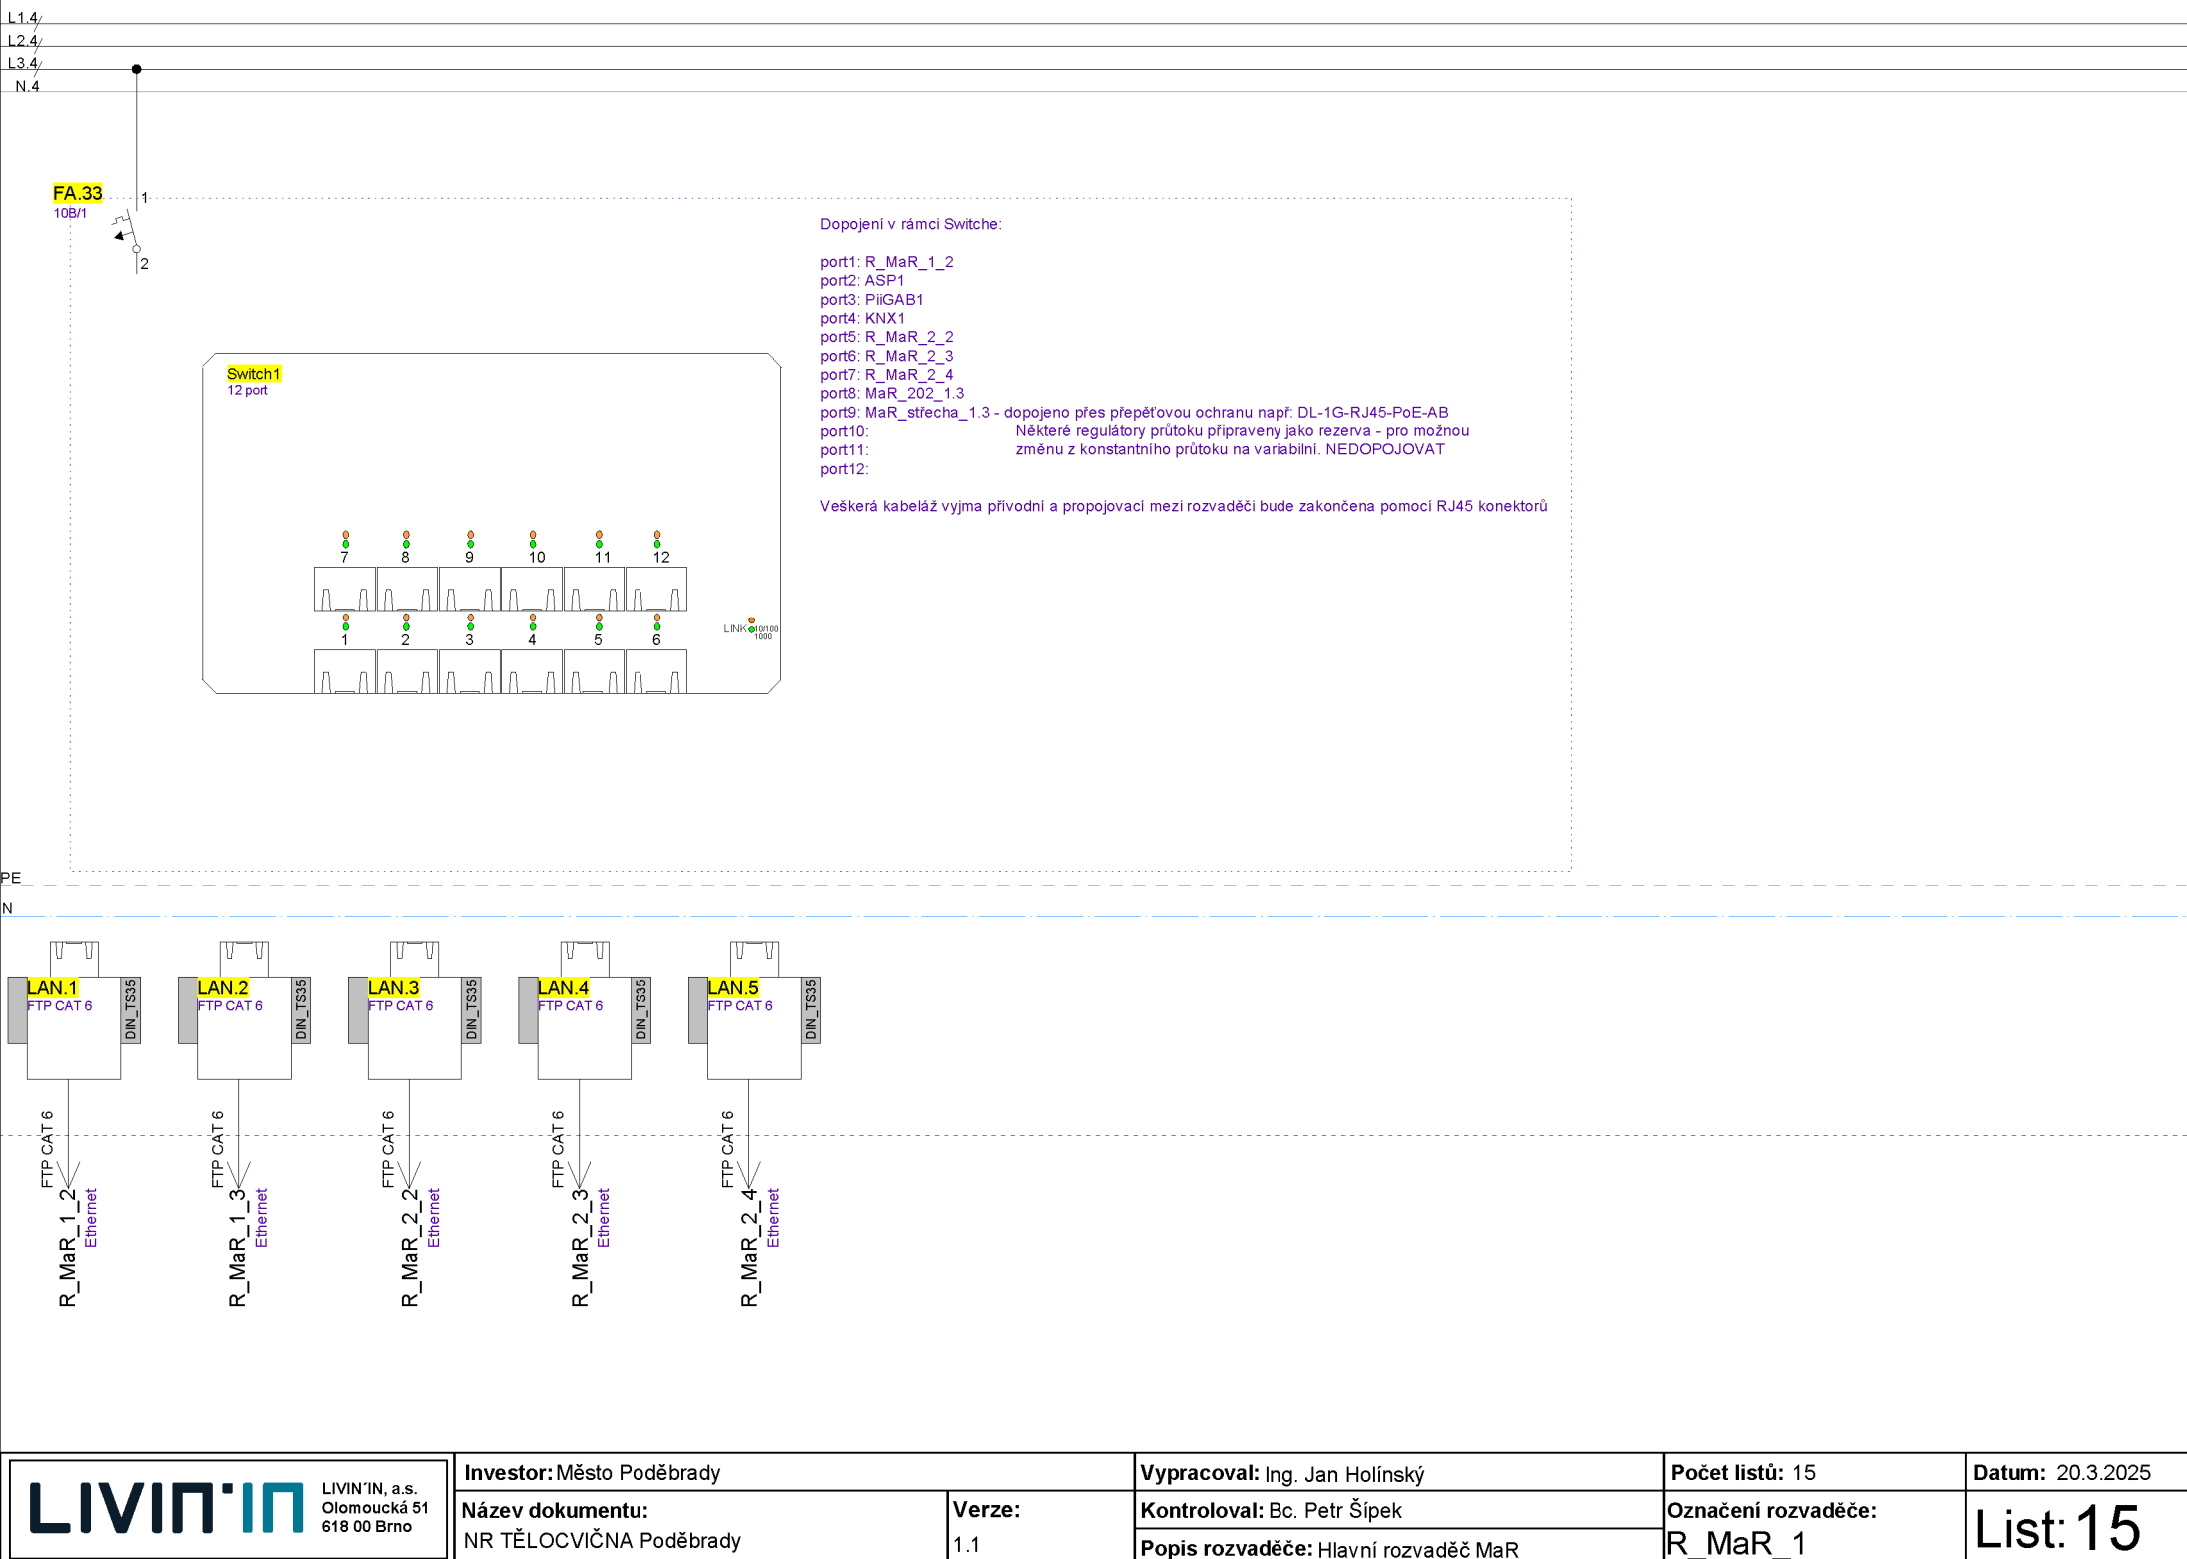 L1.4
L2.4
L3.4
N.4
FA.33
10B/1
1
2
Dopojení v rámci Switche:
port1: R_MaR_1_2
port2: ASP1
port3: PiiGAB1
port4: KNX1
port5: R_MaR_2_2
port6: R_MaR_2_3
port7: R_MaR_2_4
port8: MaR_202_1.3
port9: MaR_střecha_1.3 - dopojeno přes přepěťovou ochranu např: DL-1G-RJ45-PoE-AB
port10: Některé regulátory průtoku připraveny jako rezerva - pro možnou
port11: změnu z konstantního průtoku na variabilní. NEDOPOJOVAT
port12:
Veškerá kabeláž vyjma přívodní a propojovací mezi rozvaděči bude zakončena pomocí RJ45 konektorů
Switch1
12 port
7 8 9 10 11 12
1 2 3 4 5 6
LINK 10/100
1000
PE
N
LAN.1
FTP CAT 6
DIN_TS35
LAN.2
FTP CAT 6
DIN_TS35
LAN.3
FTP CAT 6
DIN_TS35
LAN.4
FTP CAT 6
DIN_TS35
LAN.5
FTP CAT 6
DIN_TS35
FTP CAT 6
R_MaR_1_2
Ethernet
FTP CAT 6
R_MaR_1_3
Ethernet
FTP CAT 6
R_MaR_2_2
Ethernet
FTP CAT 6
R_MaR_2_3
Ethernet
FTP CAT 6
R_MaR_2_4
Ethernet
LIVIN'IN
LIVIN´IN, a.s.
Olomoucká 51
618 00 Brno
Investor: Město Poděbrady
Název dokumentu:
NR TĚLOCVIČNA Poděbrady
Verze:
1.1
Vypracoval: Ing. Jan Holínský
Kontroloval: Bc. Petr Šípek
Popis rozvaděče: Hlavní rozvaděč MaR
Počet listů: 15
Označení rozvaděče:
R_MaR_1
Datum: 20.3.2025
List: 15